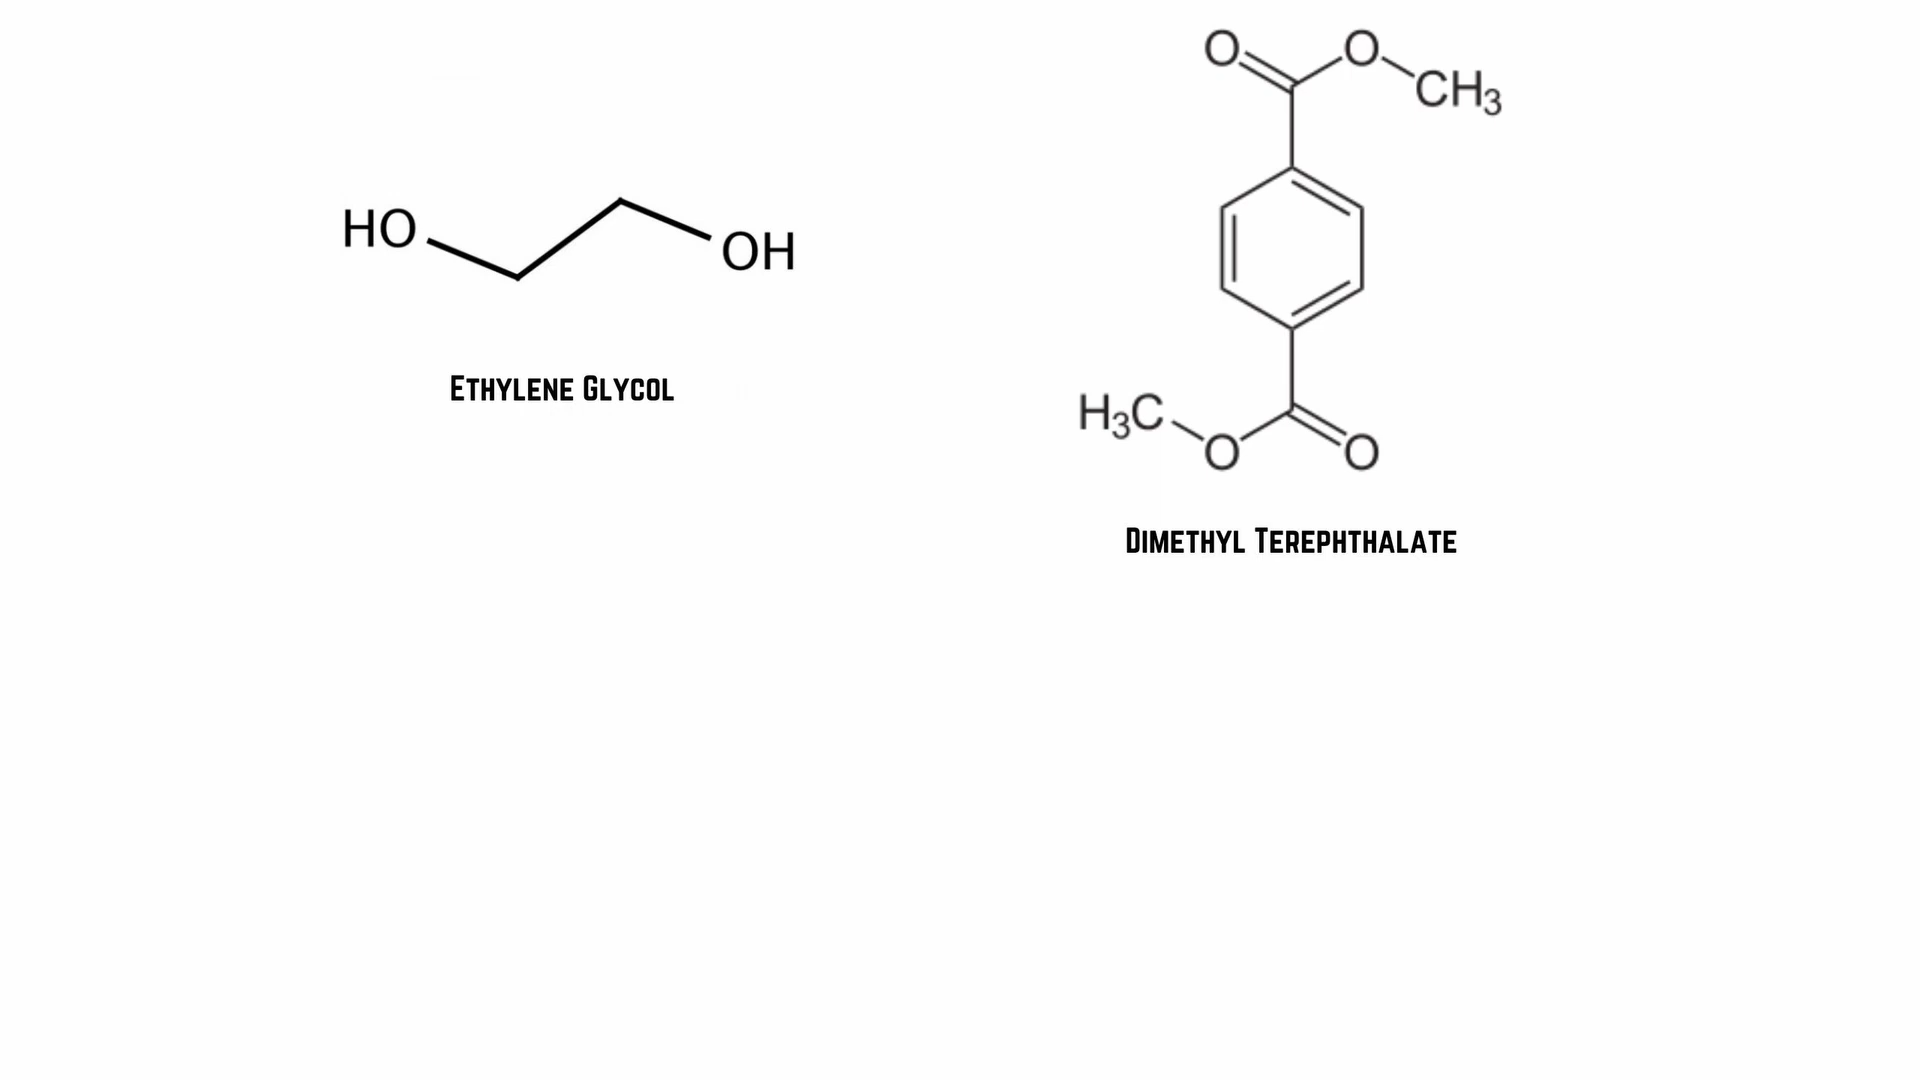 O O
CH3
HO
OH
ETHYLENE GLYCOL
H3C
O O
DIMETHYL TEREPHTHALATE